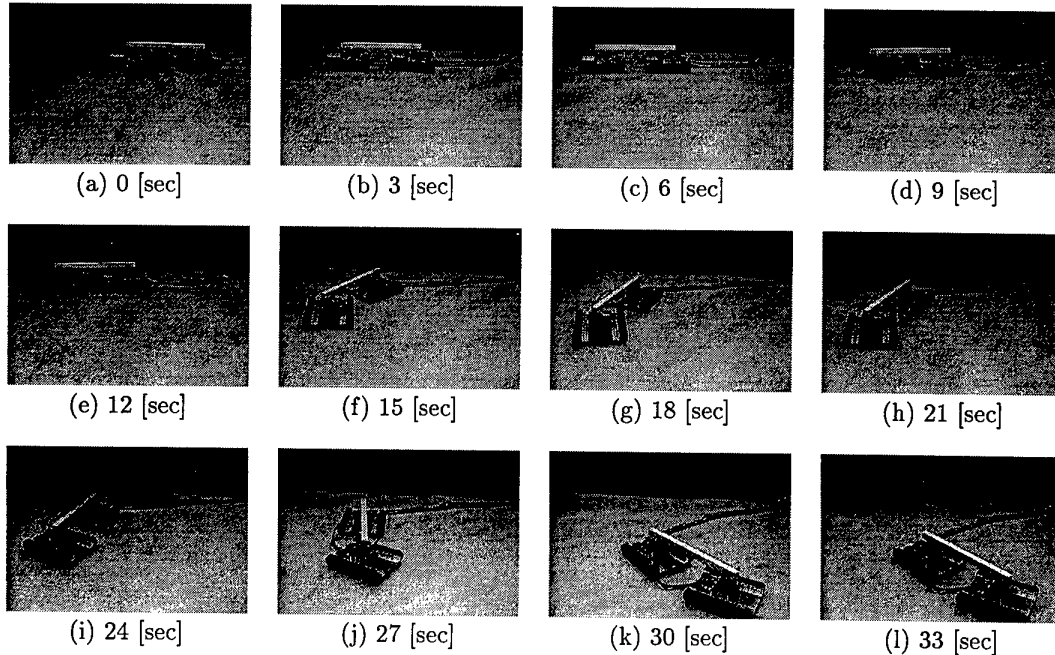 (a) 0 [sec]
(b) 3 [sec]
(c) 6 [sec]
(d) 9 [sec]
(e) 12 [sec]
(f) 15 [sec]
(g) 18 [sec]
(h) 21 [sec]
(i) 24 [sec]
(j) 27 [sec]
(k) 30 [sec]
(l) 33 [sec]